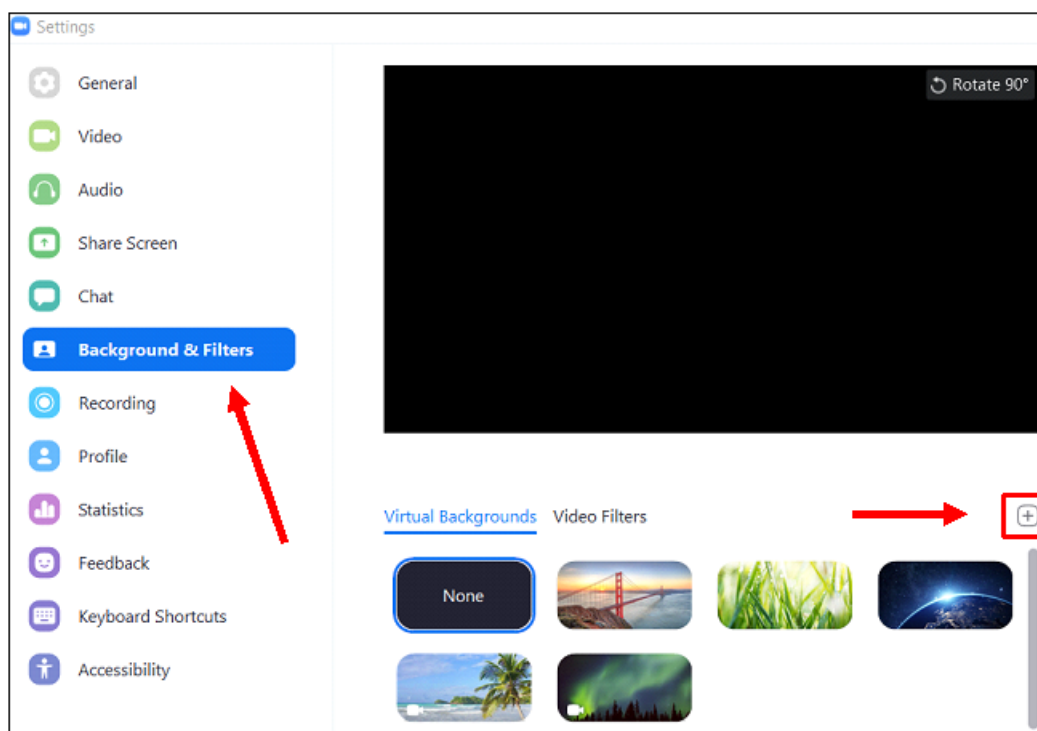 Settings
General
Video
Audio
Share Screen
Chat
Background & Filters
Recording
Profile
Statistics
Feedback
Keyboard Shortcuts
Accessibility
Rotate 90°
Virtual Backgrounds Video Filters
None